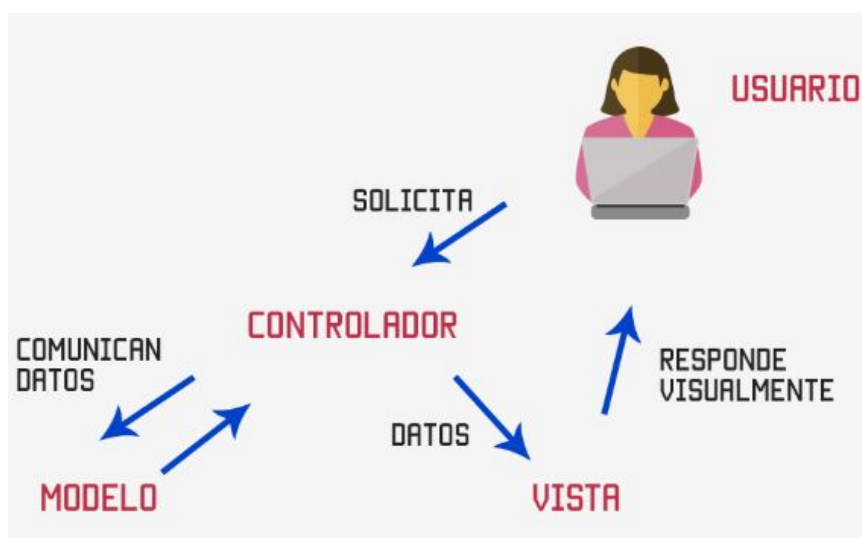 USUARIO
SOLICITA
CONTROLADOR
COMUNICAN
DATOS
RESPONDE
VISUALMENTE
DATOS
MODELO
VISTA